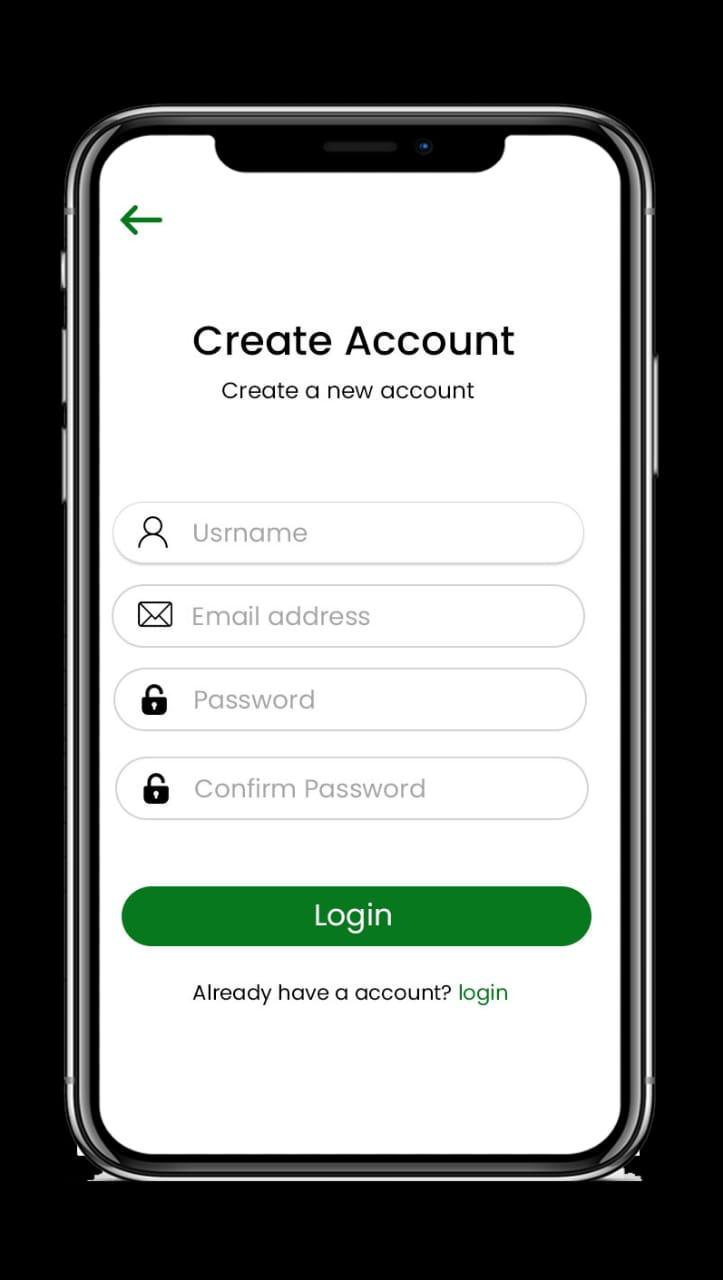 Create Account
Create a new account
Usrname
Email address
Password
Confirm Password
Login
Already have a account? login